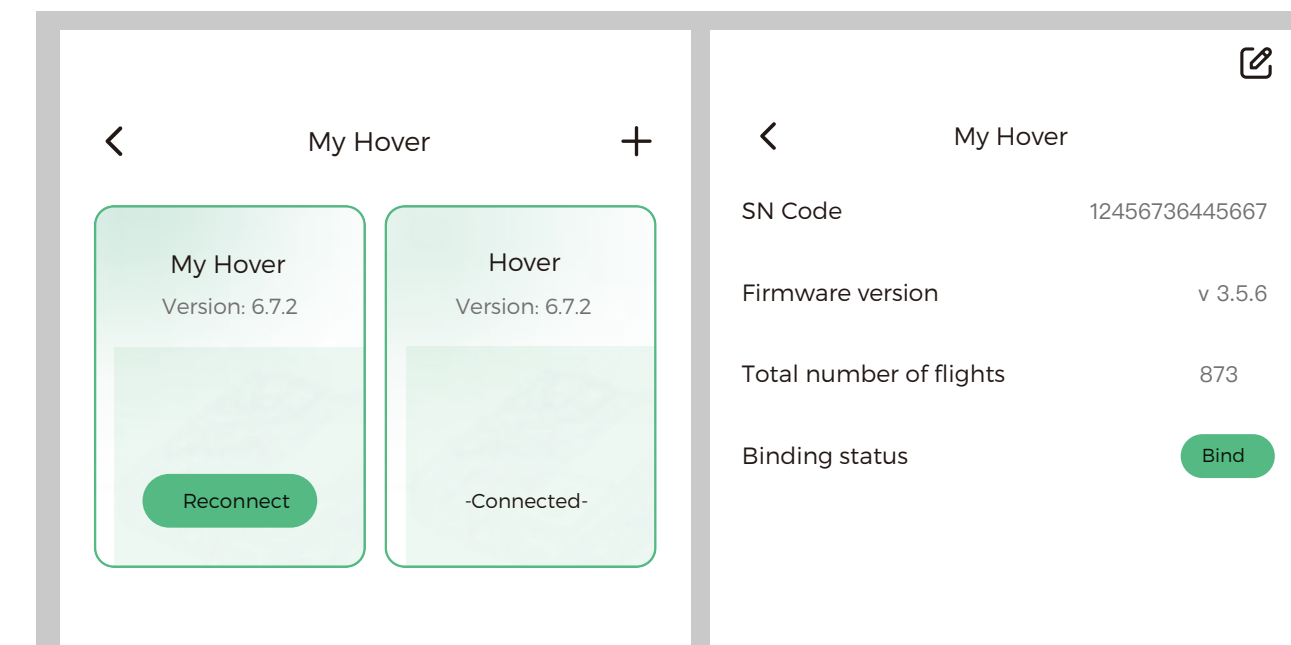 My Hover
My Hover
Version: 6.7.2
Reconnect
Hover
Version: 6.7.2
-Connected-
My Hover
SN Code 12456736445667
Firmware version v 3.5.6
Total number of flights 873
Binding status Bind